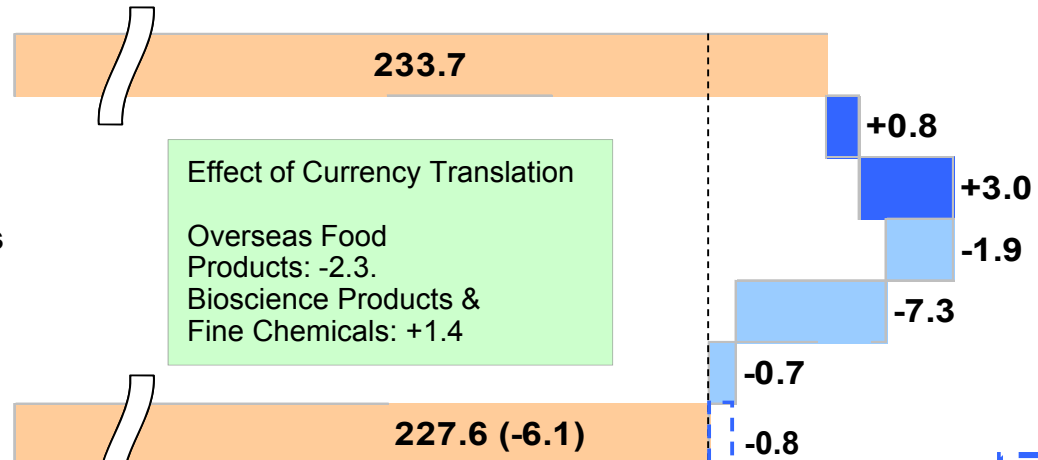 233.7
+0.8
Effect of Currency Translation
+3.0
Overseas Food
s
-1.9
Products: -2.3.
Bioscience Products &
-7.3
Fine Chemicals: +1.4
-0.7
227.6 (-6.1)
-0.8